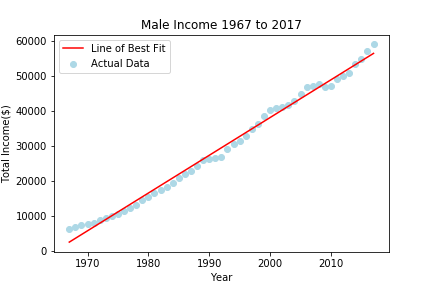 Male Income 1967 to 2017
Line of Best Fit
Actual Data
Total Income($)
60000
50000
40000
30000
20000
10000
0
1970 1980 1990 2000 2010
Year